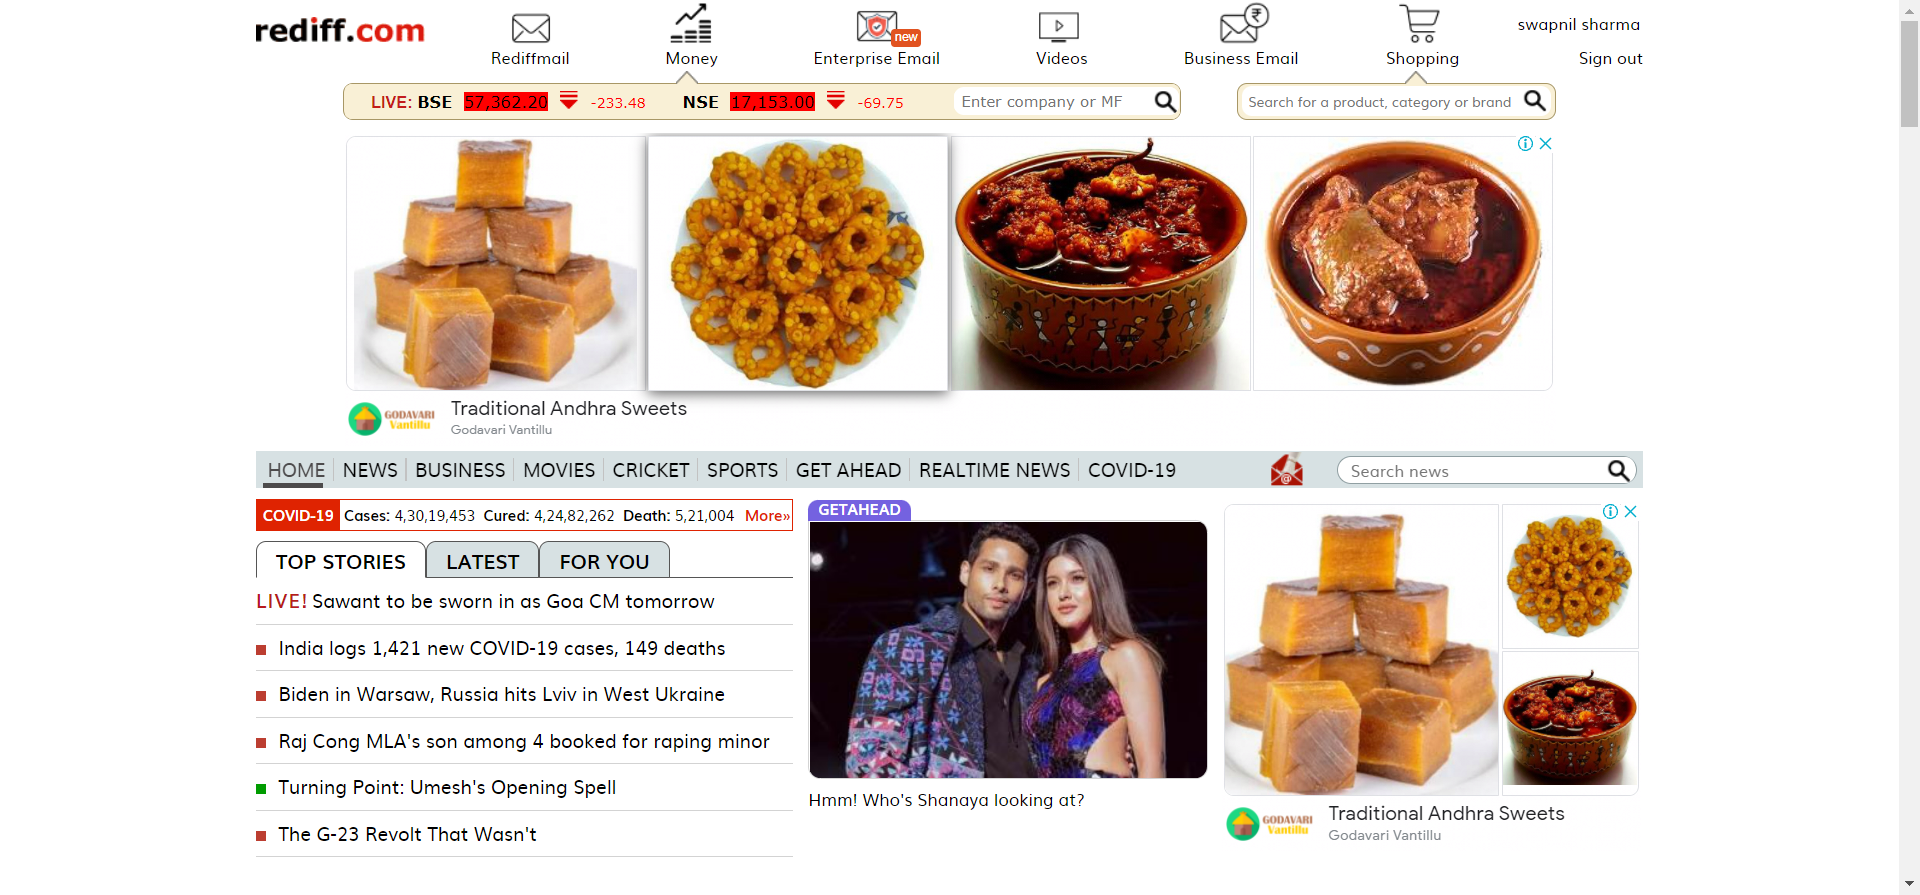 rediff.com
Rediffmail
Money
new
Enterprise Email
Videos
₹
Business Email
Shopping
swapnil sharma
Sign out
LIVE: BSE 57,362.20 -233.48 NSE 17,153.00 -69.75
Enter company or MF
Search for a product, category or brand
GODAVARI
Vantillu
Traditional Andhra Sweets
Godavari Vantillu
HOME NEWS BUSINESS MOVIES CRICKET SPORTS GET AHEAD REALTIME NEWS COVID-19
@
Search news
COVID-19 Cases: 4,30,19,453 Cured: 4,24,82,262 Death: 5,21,004 More»
TOP STORIES LATEST FOR YOU
LIVE! Sawant to be sworn in as Goa CM tomorrow
India logs 1,421 new COVID-19 cases, 149 deaths
Biden in Warsaw, Russia hits Lviv in West Ukraine
Raj Cong MLA's son among 4 booked for raping minor
Turning Point: Umesh's Opening Spell
The G-23 Revolt That Wasn't
GETAHEAD
Hmm! Who's Shanaya looking at?
GODAVARI
Vantillu
Traditional Andhra Sweets
Godavari Vantillu